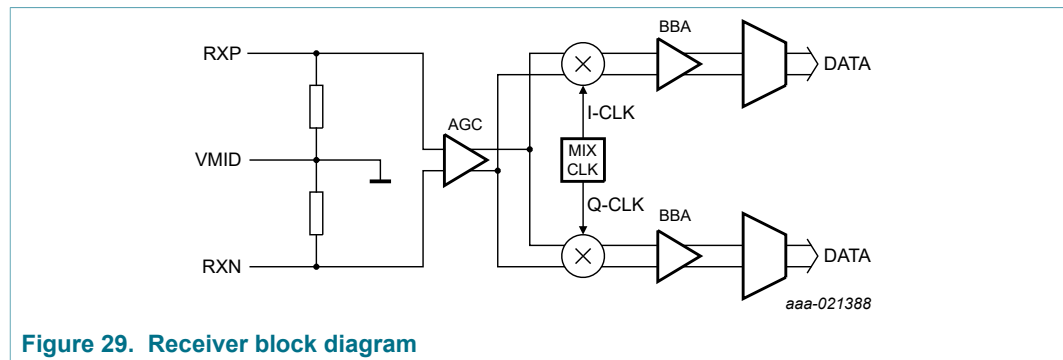 RXP
VMID
RXN
AGC
BBA
DATA
I-CLK
MIX
CLK
Q-CLK
BBA
DATA
aaa-021388
Figure 29. Receiver block diagram